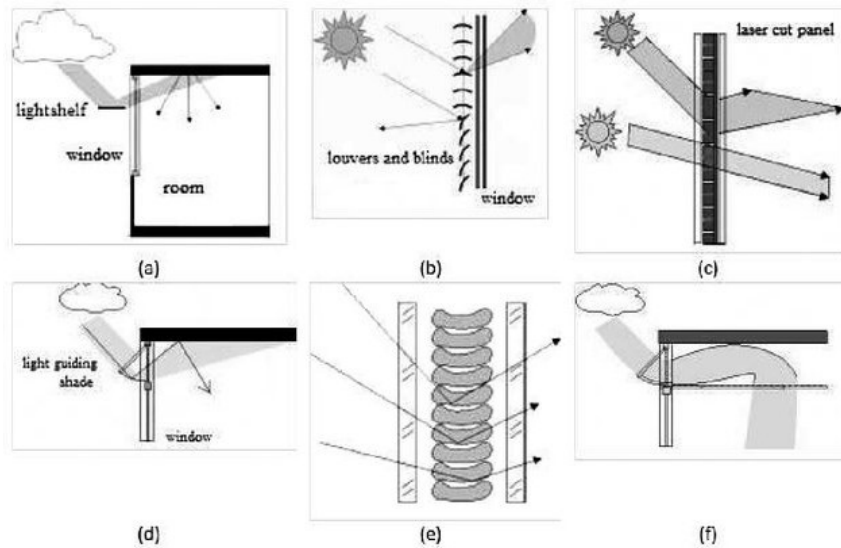 lightshelf
window
room
(a)
louvers and blinds
window
(b)
laser cut panel
(c)
light guiding
shade
window
(d)
(e)
(f)